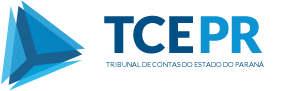 TCEPR
TRIBUNAL DE CONTAS DO ESTADO DO PARANÁ